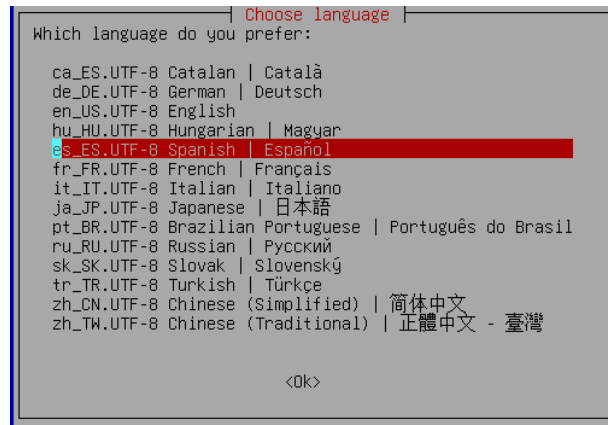 Choose language
Which language do you prefer:
ca_ES.UTF-8 Catalan | Català
de_DE.UTF-8 German | Deutsch
en_US.UTF-8 English
hu_HU.UTF-8 Hungarian | Magyar
es_ES.UTF-8 Spanish | Español
fr_FR.UTF-8 French | Français
it_IT.UTF-8 Italian | Italiano
ja_JP.UTF-8 Japanese | 日本語
pt_BR.UTF-8 Brazilian Portuguese | Português do Brasil
ru_RU.UTF-8 Russian | Русский
sk_SK.UTF-8 Slovak | Slovenský
tr_TR.UTF-8 Turkish | Türkçe
zh_CN.UTF-8 Chinese (Simplified) | 简体中文
zh_TW.UTF-8 Chinese (Traditional) | 正體中文 - 臺灣
<Ok>